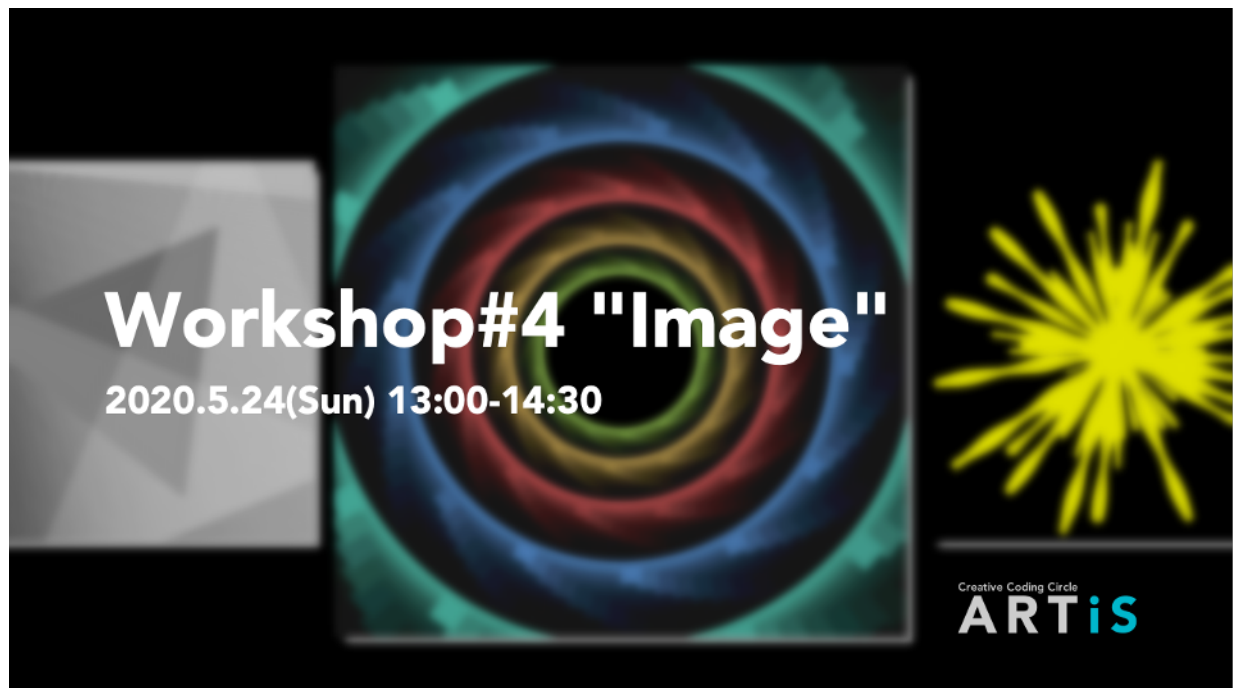 Workshop#4 "Image"
2020.5.24(Sun) 13:00-14:30
Creative Coding Circle
ARTiS